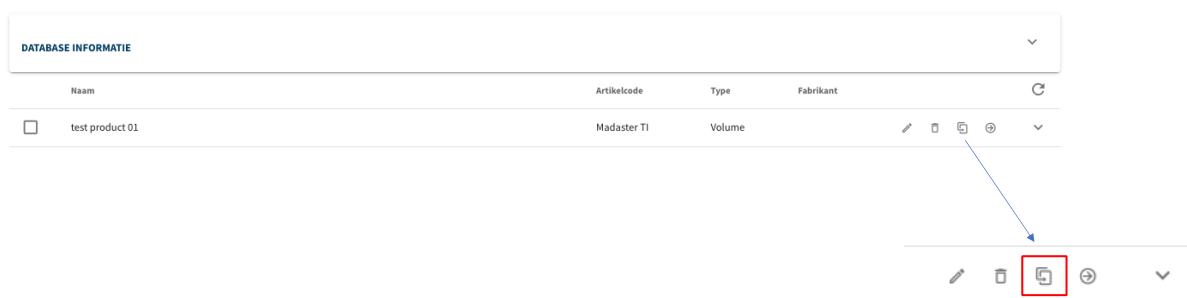 DATABASE INFORMATIE
Naam Artikelcode Type Fabrikant
test product 01 Madaster TI Volume